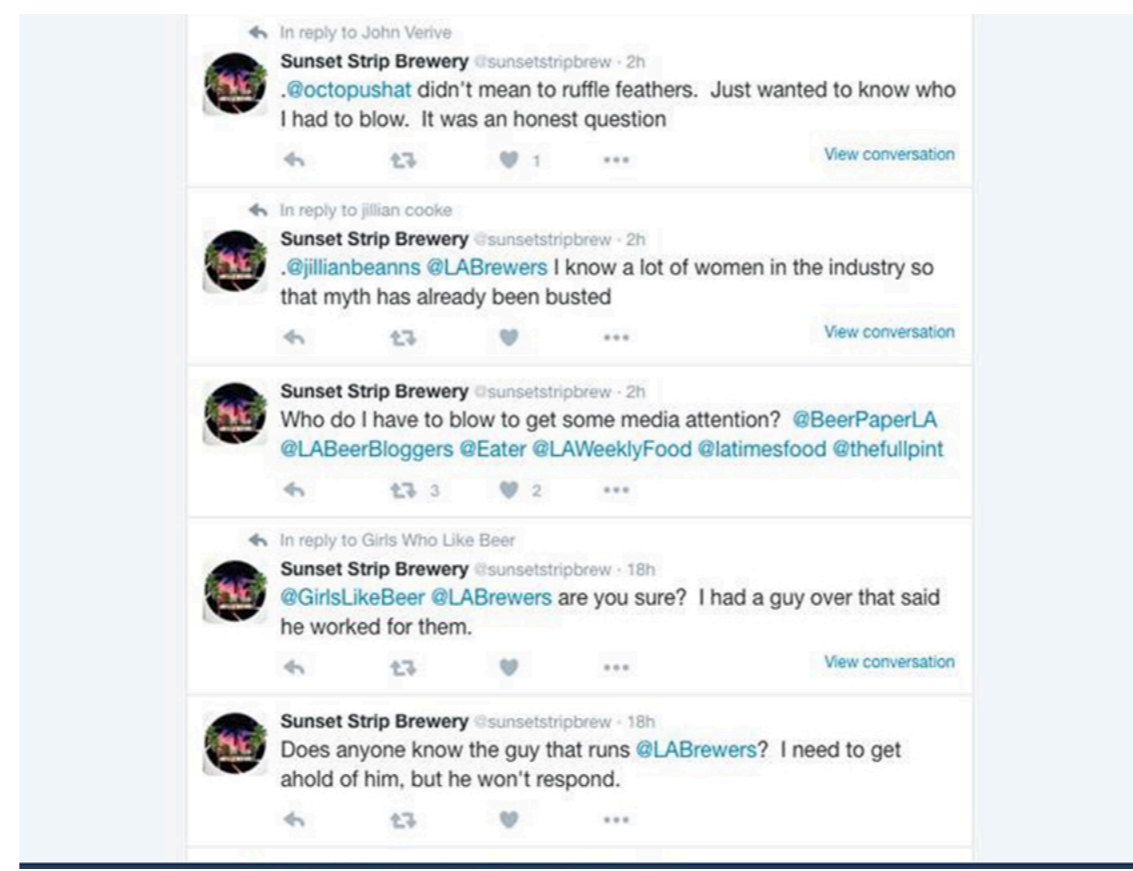 In reply to John Verive
Sunset Strip Brewery @sunsetstripbrew · 2h
.@octopushat didn't mean to ruffle feathers. Just wanted to know who
I had to blow. It was an honest question
1
View conversation
In reply to jillian cooke
Sunset Strip Brewery @sunsetstripbrew · 2h
.@jillianbeanns @LABrewers I know a lot of women in the industry so
that myth has already been busted
View conversation
Sunset Strip Brewery @sunsetstripbrew · 2h
Who do I have to blow to get some media attention? @BeerPaperLA
@LABeerBloggers @Eater @LAWeeklyFood @latimesfood @thefullpint
3 2
In reply to Girls Who Like Beer
Sunset Strip Brewery @sunsetstripbrew · 18h
@GirlsLikeBeer @LABrewers are you sure? I had a guy over that said
he worked for them.
View conversation
Sunset Strip Brewery @sunsetstripbrew · 18h
Does anyone know the guy that runs @LABrewers? I need to get
ahold of him, but he won't respond.